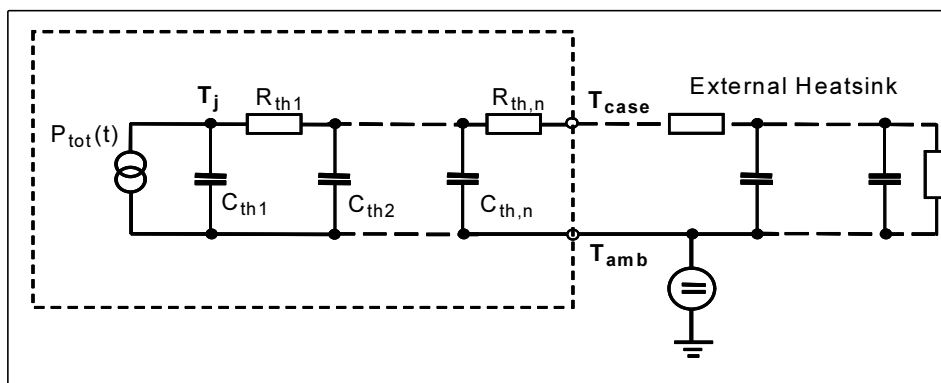 External Heatsink
T_j
R_th1
R_th,n
T_case
P_tot(t)
C_th1
C_th2
C_th,n
T_amb